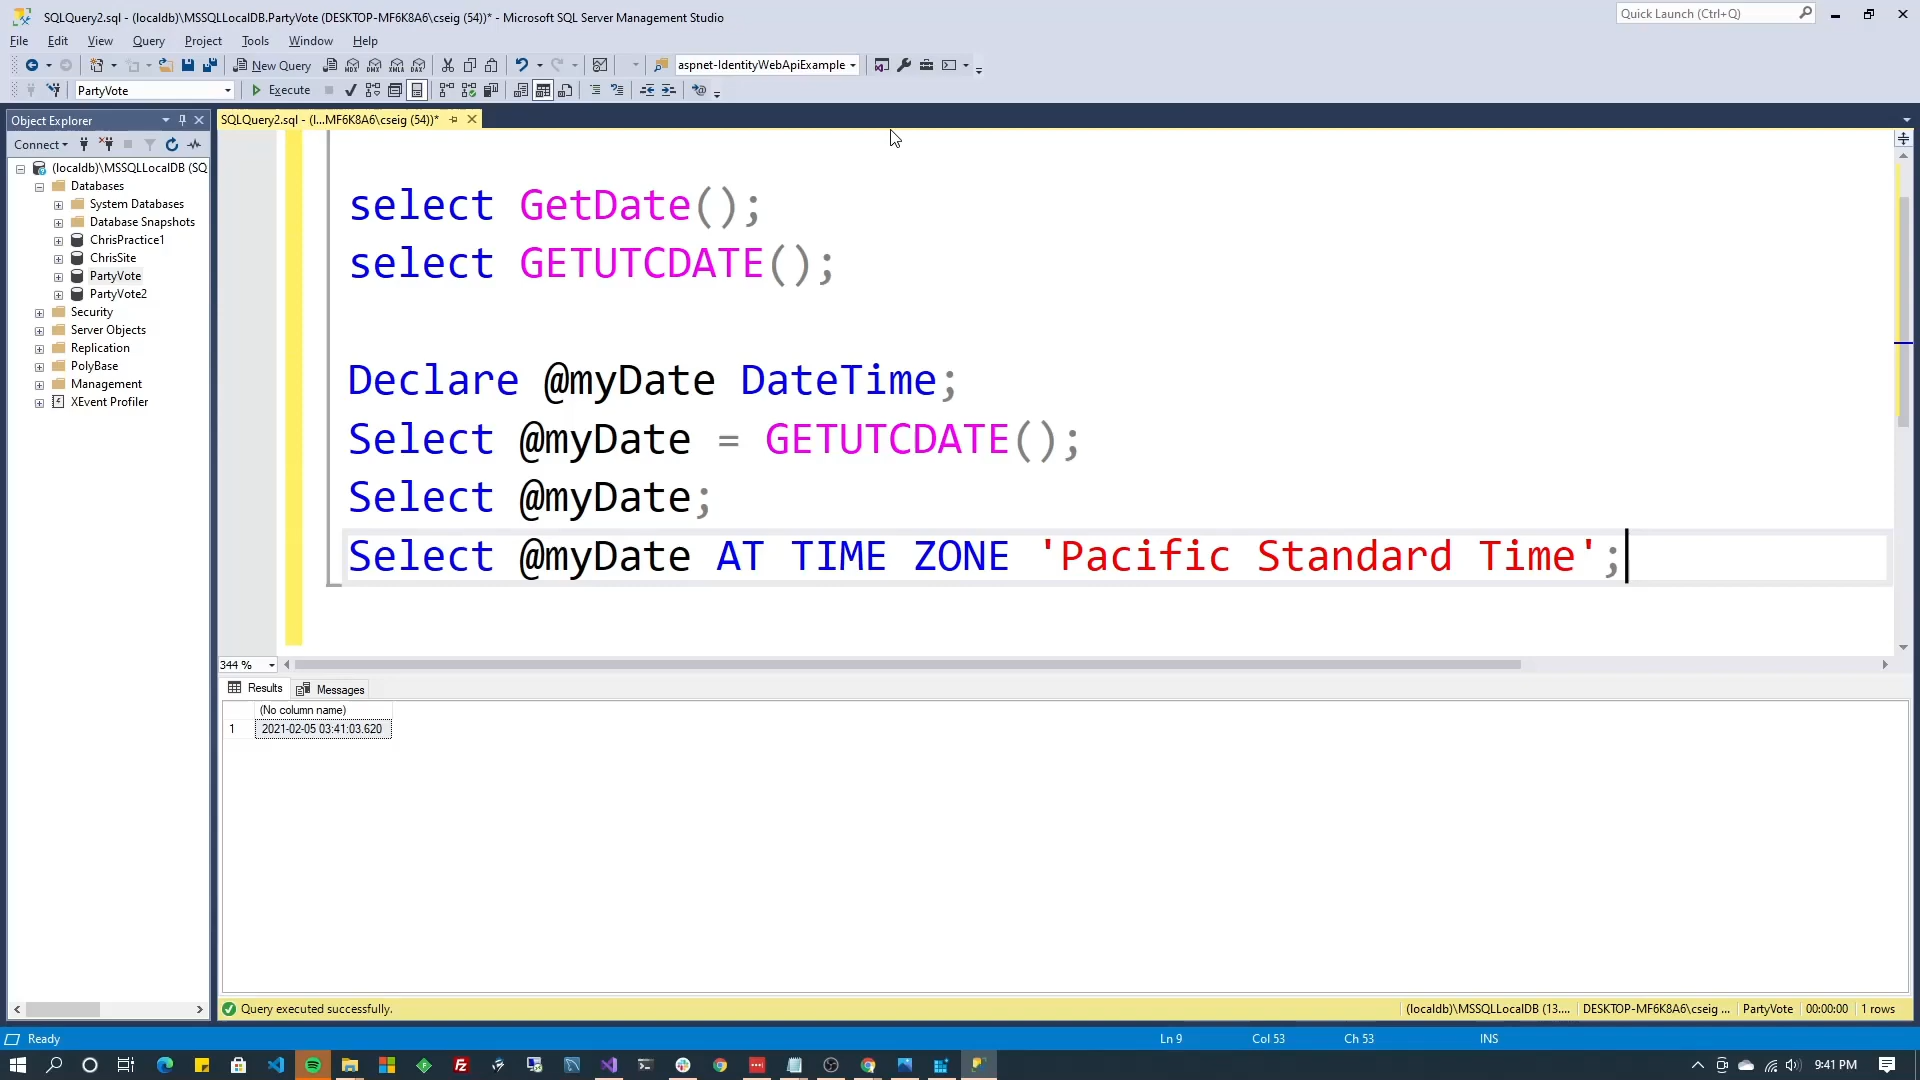 SQLQuery2.sql - (localdb)\MSSQLLocalDB.PartyVote (DESKTOP-MF6K8A6\cseig (54))* - Microsoft SQL Server Management Studio
Quick Launch (Ctrl+Q)
File Edit View Query Project Tools Window Help
New Query
MDX DMX XMLA DAX
aspnet-IdentityWebApiExample
PartyVote
Execute
Object Explorer
SQLQuery2.sql - (l...MF6K8A6\cseig (54))*
Connect
(localdb)\MSSQLLocalDB (SQ
Databases
System Databases
Database Snapshots
ChrisPractice1
ChrisSite
PartyVote
PartyVote2
Security
Server Objects
Replication
PolyBase
Management
XEvent Profiler
select GetDate();
select GETUTCDATE();
Declare @myDate DateTime;
Select @myDate = GETUTCDATE();
Select @myDate;
Select @myDate AT TIME ZONE 'Pacific Standard Time';
344 %
Results Messages
(No column name)
1 2021-02-05 03:41:03.620
Query executed successfully.
(localdb)\MSSQLLocalDB (13.... DESKTOP-MF6K8A6\cseig ... PartyVote 00:00:00 1 rows
Ready
Ln 9 Col 53 Ch 53 INS
9:41 PM